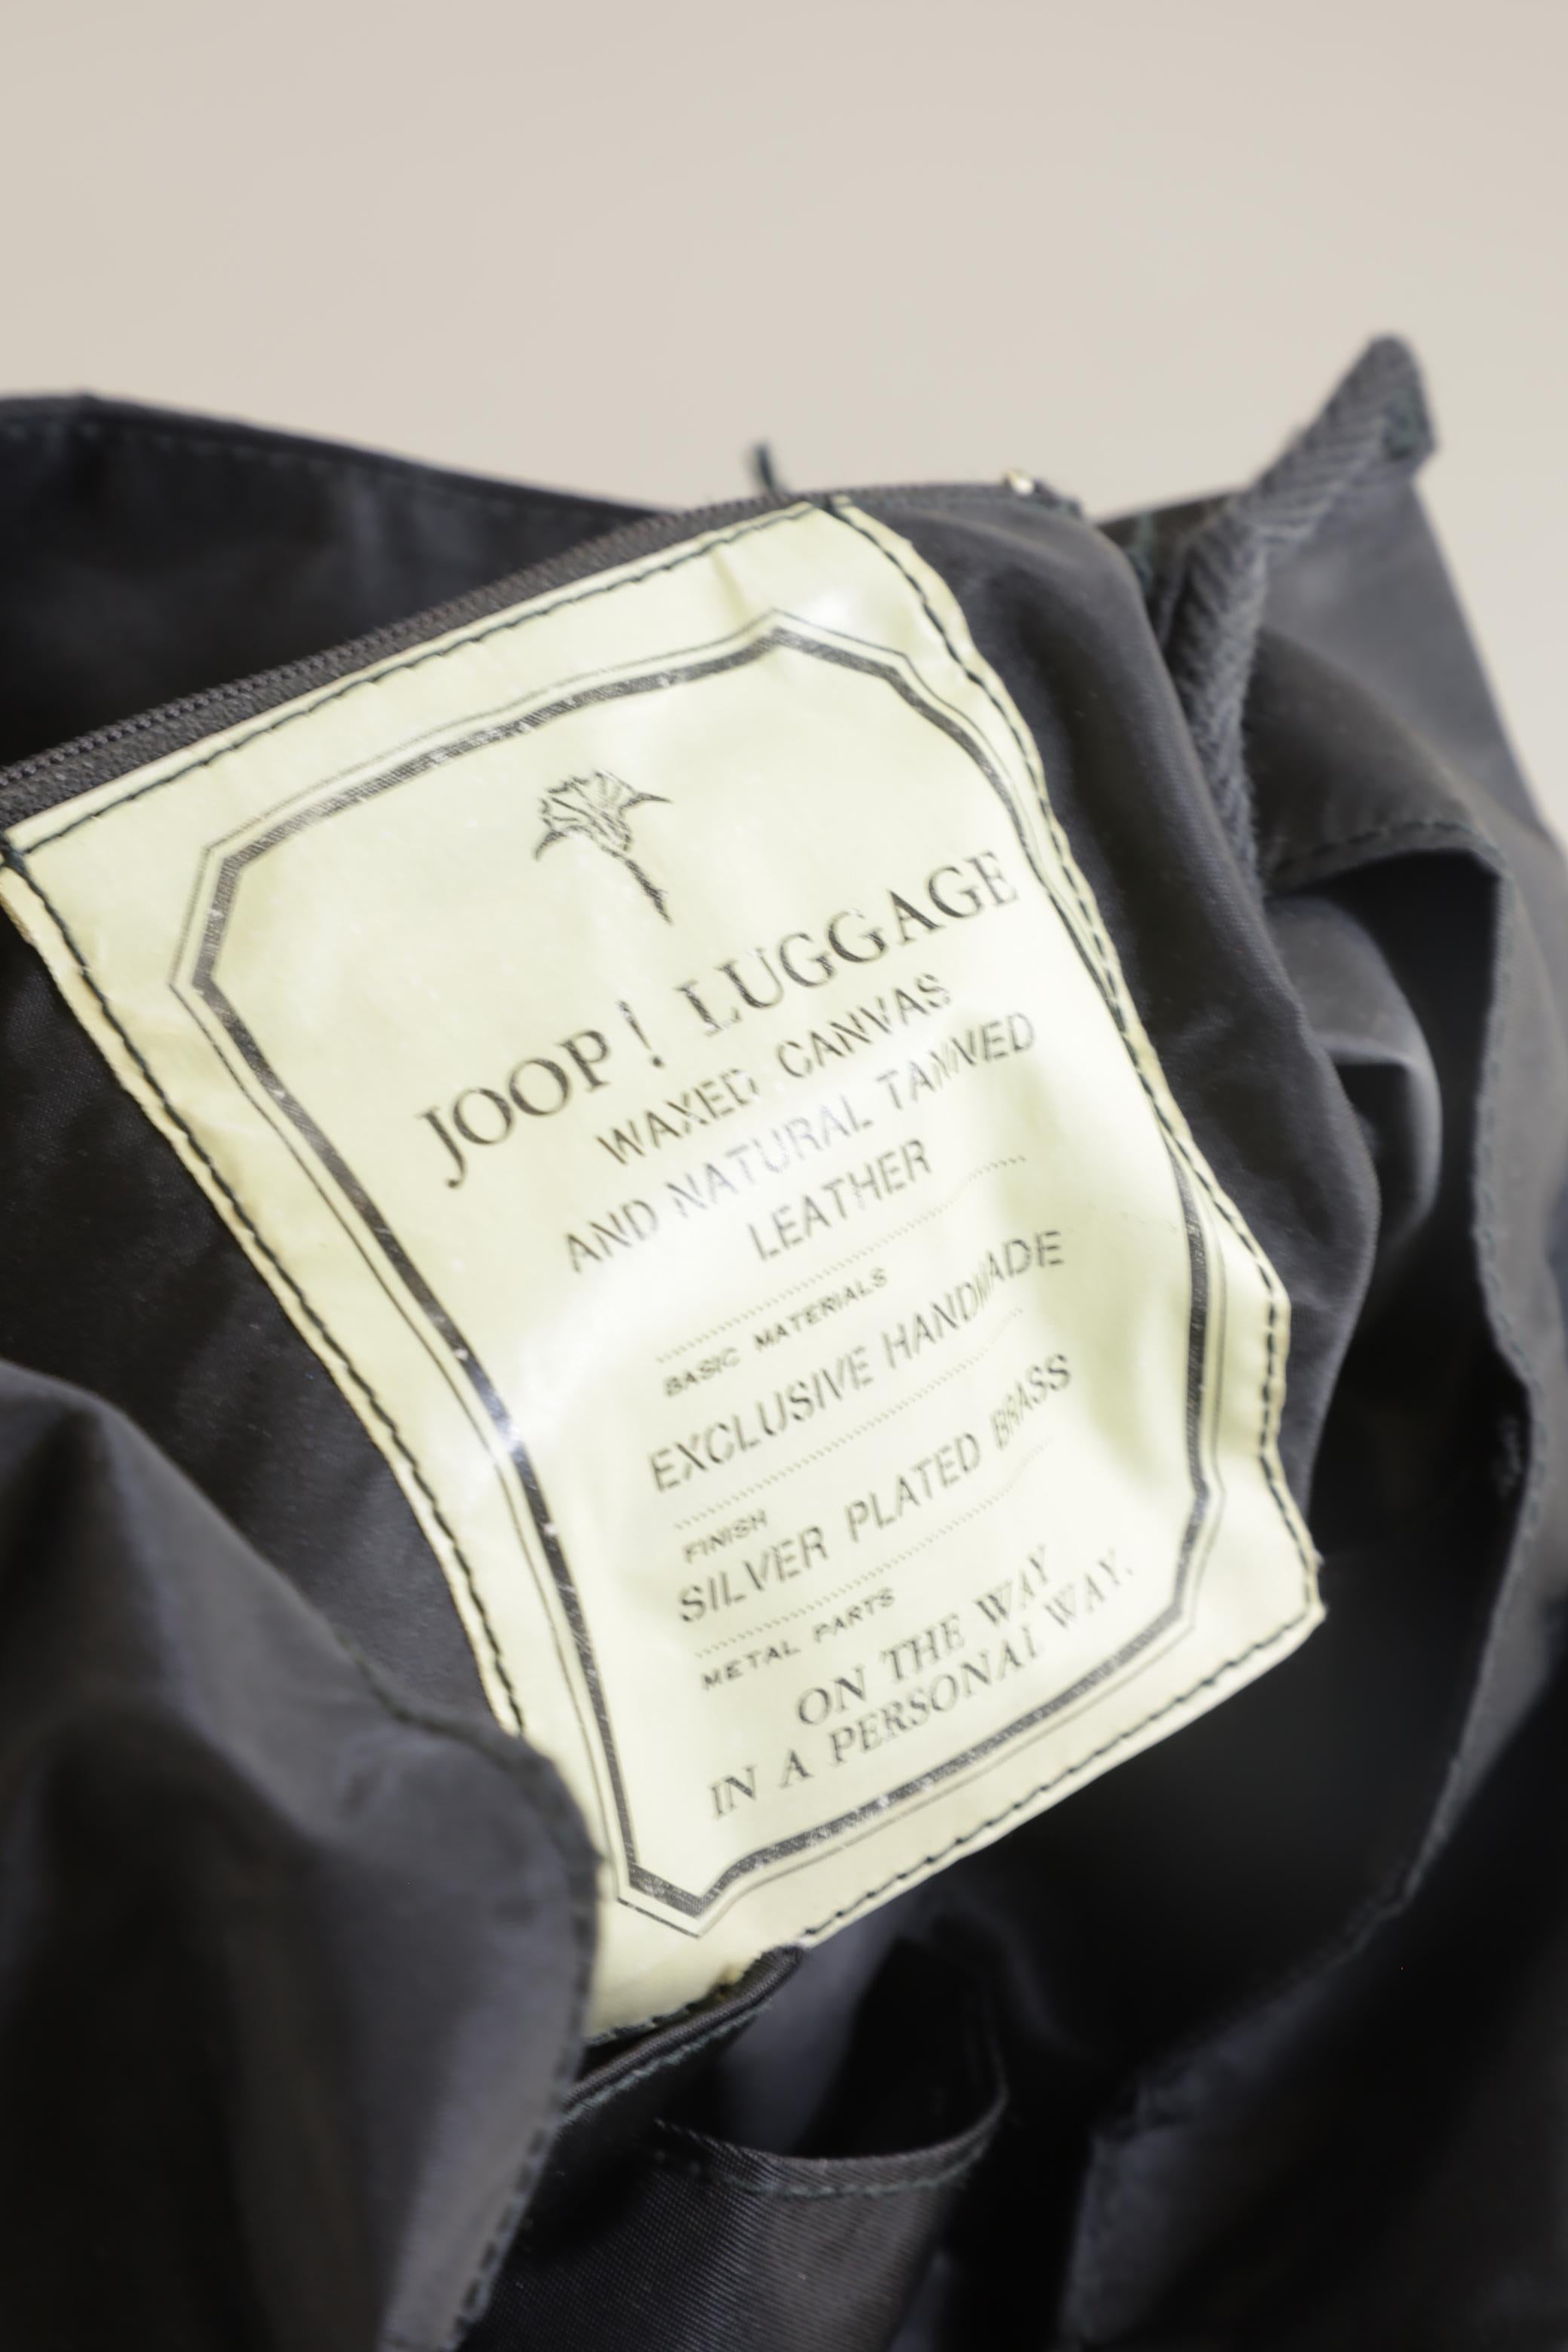 JOOP! LUGGAGE
WAXED CANVAS
AND NATURAL TANNED
LEATHER
BASIC MATERIALS
EXCLUSIVE HANDMADE
FINISH
SILVER PLATED BRASS
METAL PARTS
ON THE WAY
IN A PERSONAL WAY.